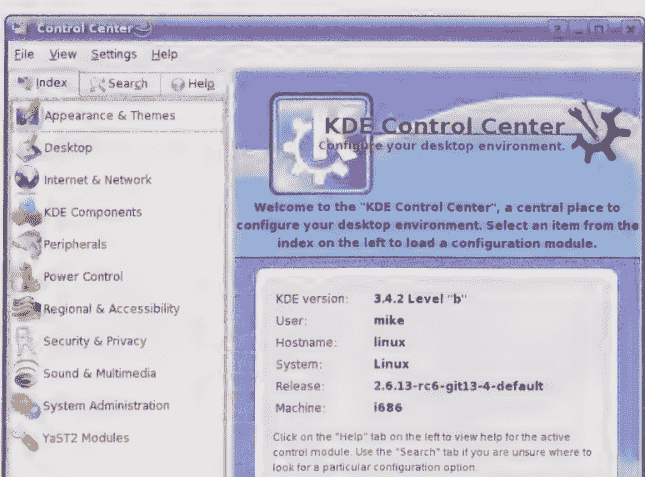 Control Center
File View Settings Help
Index Search Help
Appearance & Themes
Desktop
Internet & Network
KDE Components
Peripherals
Power Control
Regional & Accessibility
Security & Privacy
Sound & Multimedia
System Administration
YaST2 Modules
KDE Control Center
Configure your desktop environment.
Welcome to the "KDE Control Center", a central place to
configure your desktop environment. Select an item from the
index on the left to load a configuration module.
KDE version: 3.4.2 Level "b"
User: mike
Hostname: linux
System: Linux
Release: 2.6.13-rc6-git13-4-default
Machine: i686
Click on the "Help" tab on the left to view help for the active
control module. Use the "Search" tab if you are unsure where to
look for a particular configuration option.